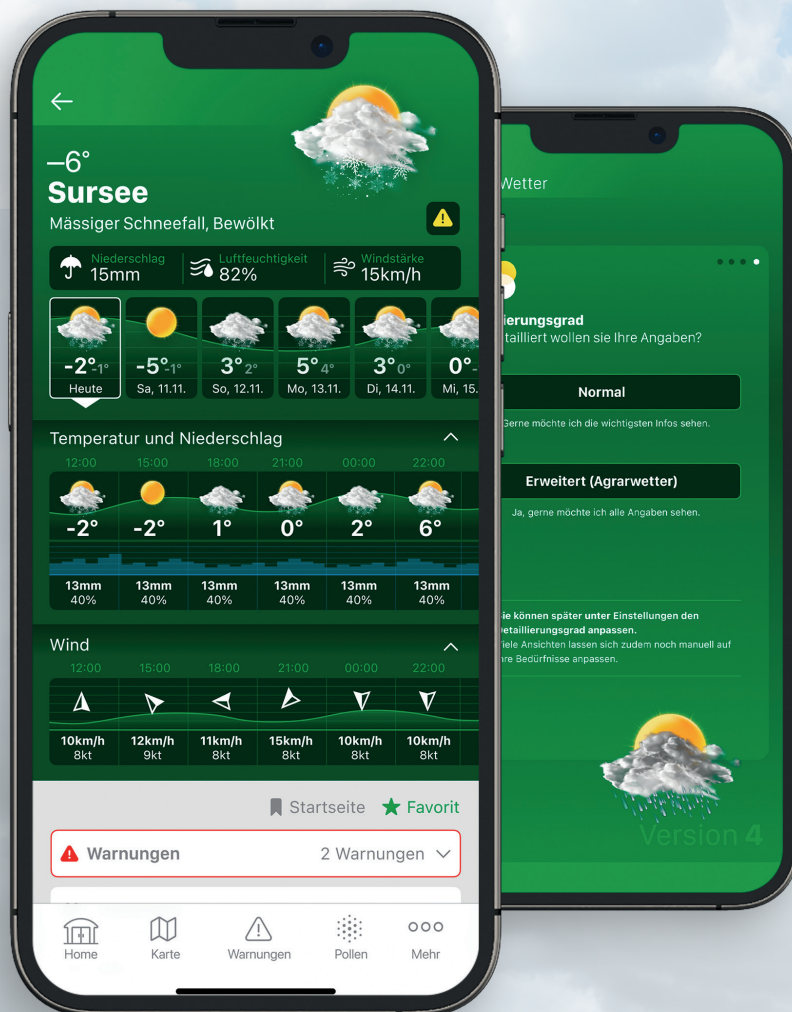 –6°
Sursee
Mässiger Schneefall, Bewölkt
Niederschlag
15mm
Luftfeuchtigkeit
82%
Windstärke
15km/h
-2° -1°
Heute
-5° -1°
Sa, 11.11.
3° 2°
So, 12.11.
5° 4°
Mo, 13.11.
3° 0°
Di, 14.11.
0°-
Mi, 15.
Temperatur und Niederschlag
12:00 15:00 18:00 21:00 00:00 22:00
-2° -2° 1° 0° 2° 6°
13mm 13mm 13mm 13mm 13mm 13mm
40% 40% 40% 40% 40% 40%
Wind
12:00 15:00 18:00 21:00 00:00 22:00
10km/h 12km/h 11km/h 15km/h 10km/h 10km/h
8kt 9kt 8kt 8kt 8kt 8kt
Startseite Favorit
Warnungen 2 Warnungen
Home Karte Warnungen Pollen Mehr
Wetter
ierungsgrad
tailliert wollen sie Ihre Angaben?
Normal
Gerne möchte ich die wichtigsten Infos sehen.
Erweitert (Agrarwetter)
Ja, gerne möchte ich alle Angaben sehen.
ie können später unter Einstellungen den
etaillierungsgrad anpassen.
iele Ansichten lassen sich zudem noch manuell auf
re Bedürfnisse anpassen.
Version 4